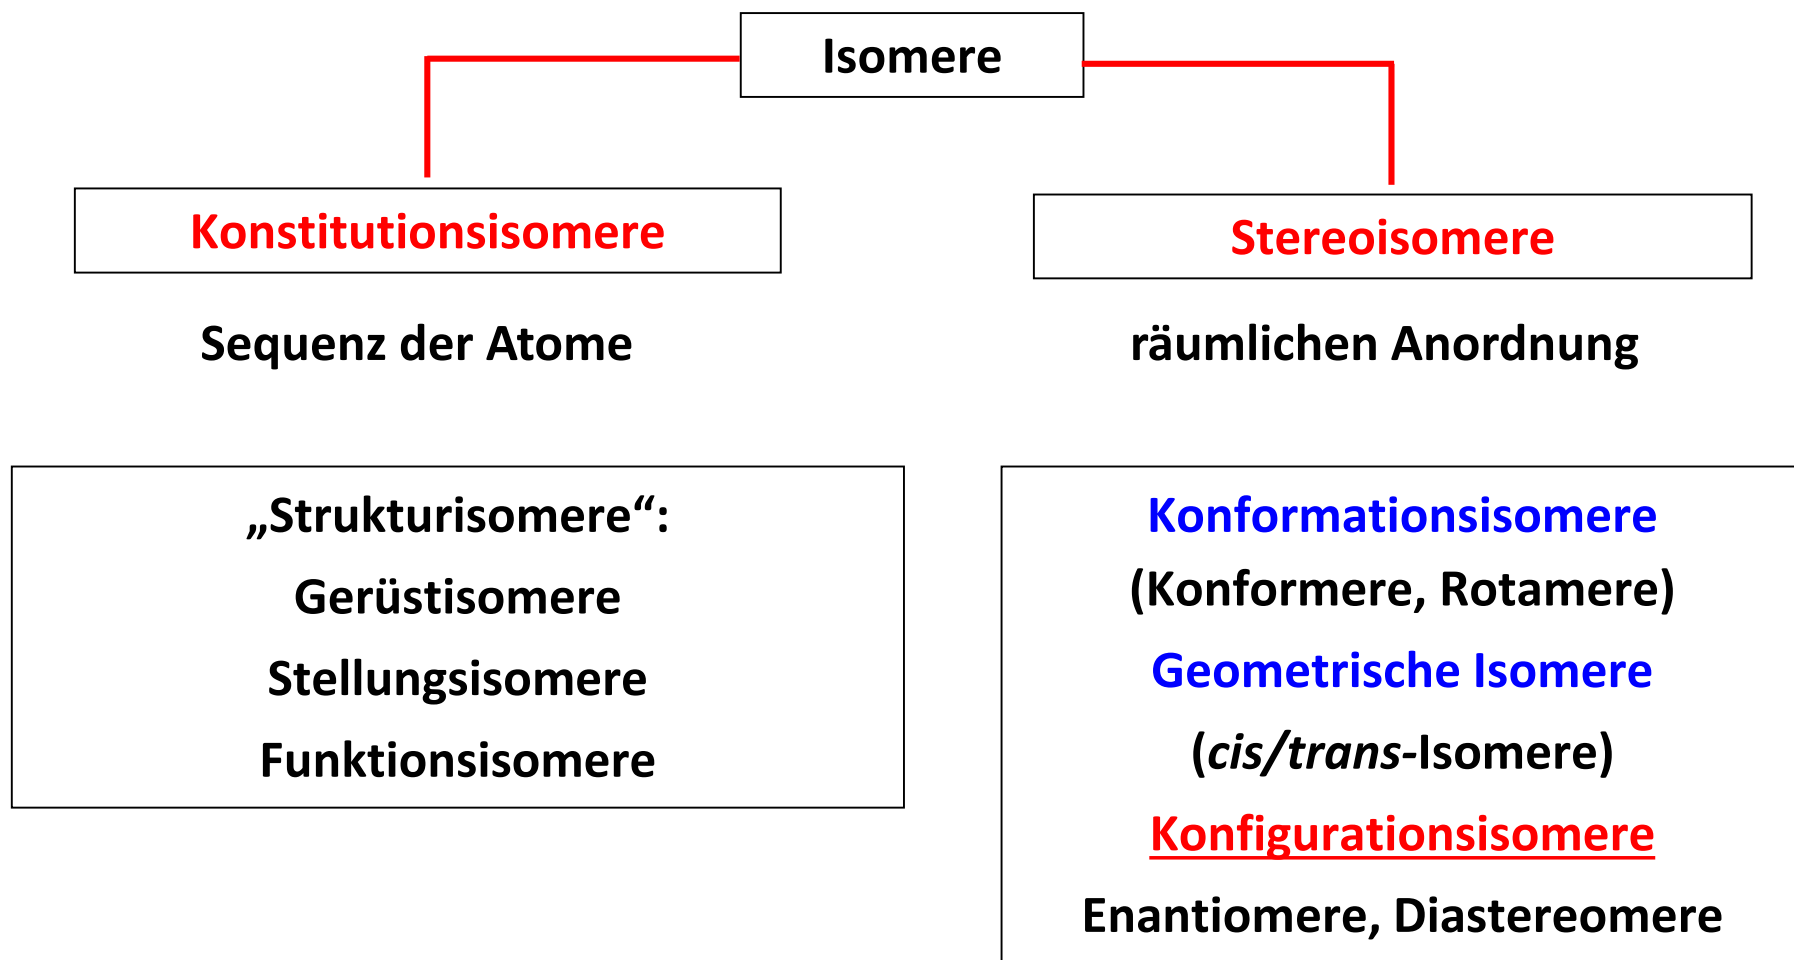 Isomere
Konstitutionsisomere
Stereoisomere
Sequenz der Atome
räumlichen Anordnung
„Strukturisomere“:
Gerüstisomere
Stellungsisomere
Funktionsisomere
Konformationsisomere
(Konformere, Rotamere)
Geometrische Isomere
(cis/trans-Isomere)
Konfigurationsisomere
Enantiomere, Diastereomere